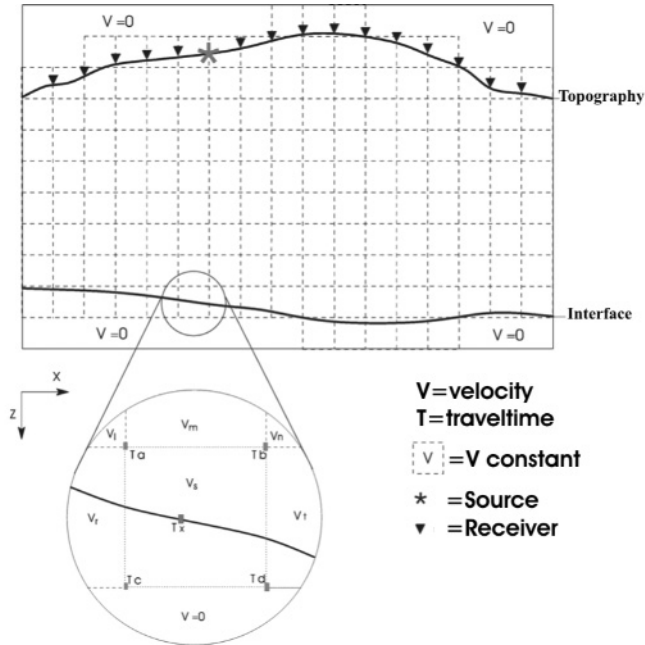 V=0
V=0
Topography
V=0
V=0
Interface
X
Z
V=velocity
T=traveltime
V =V constant
=Source
=Receiver
Vl Vm Vn
Ta Tb
Vs
Vr Tx Vt
Tc Td
V=0